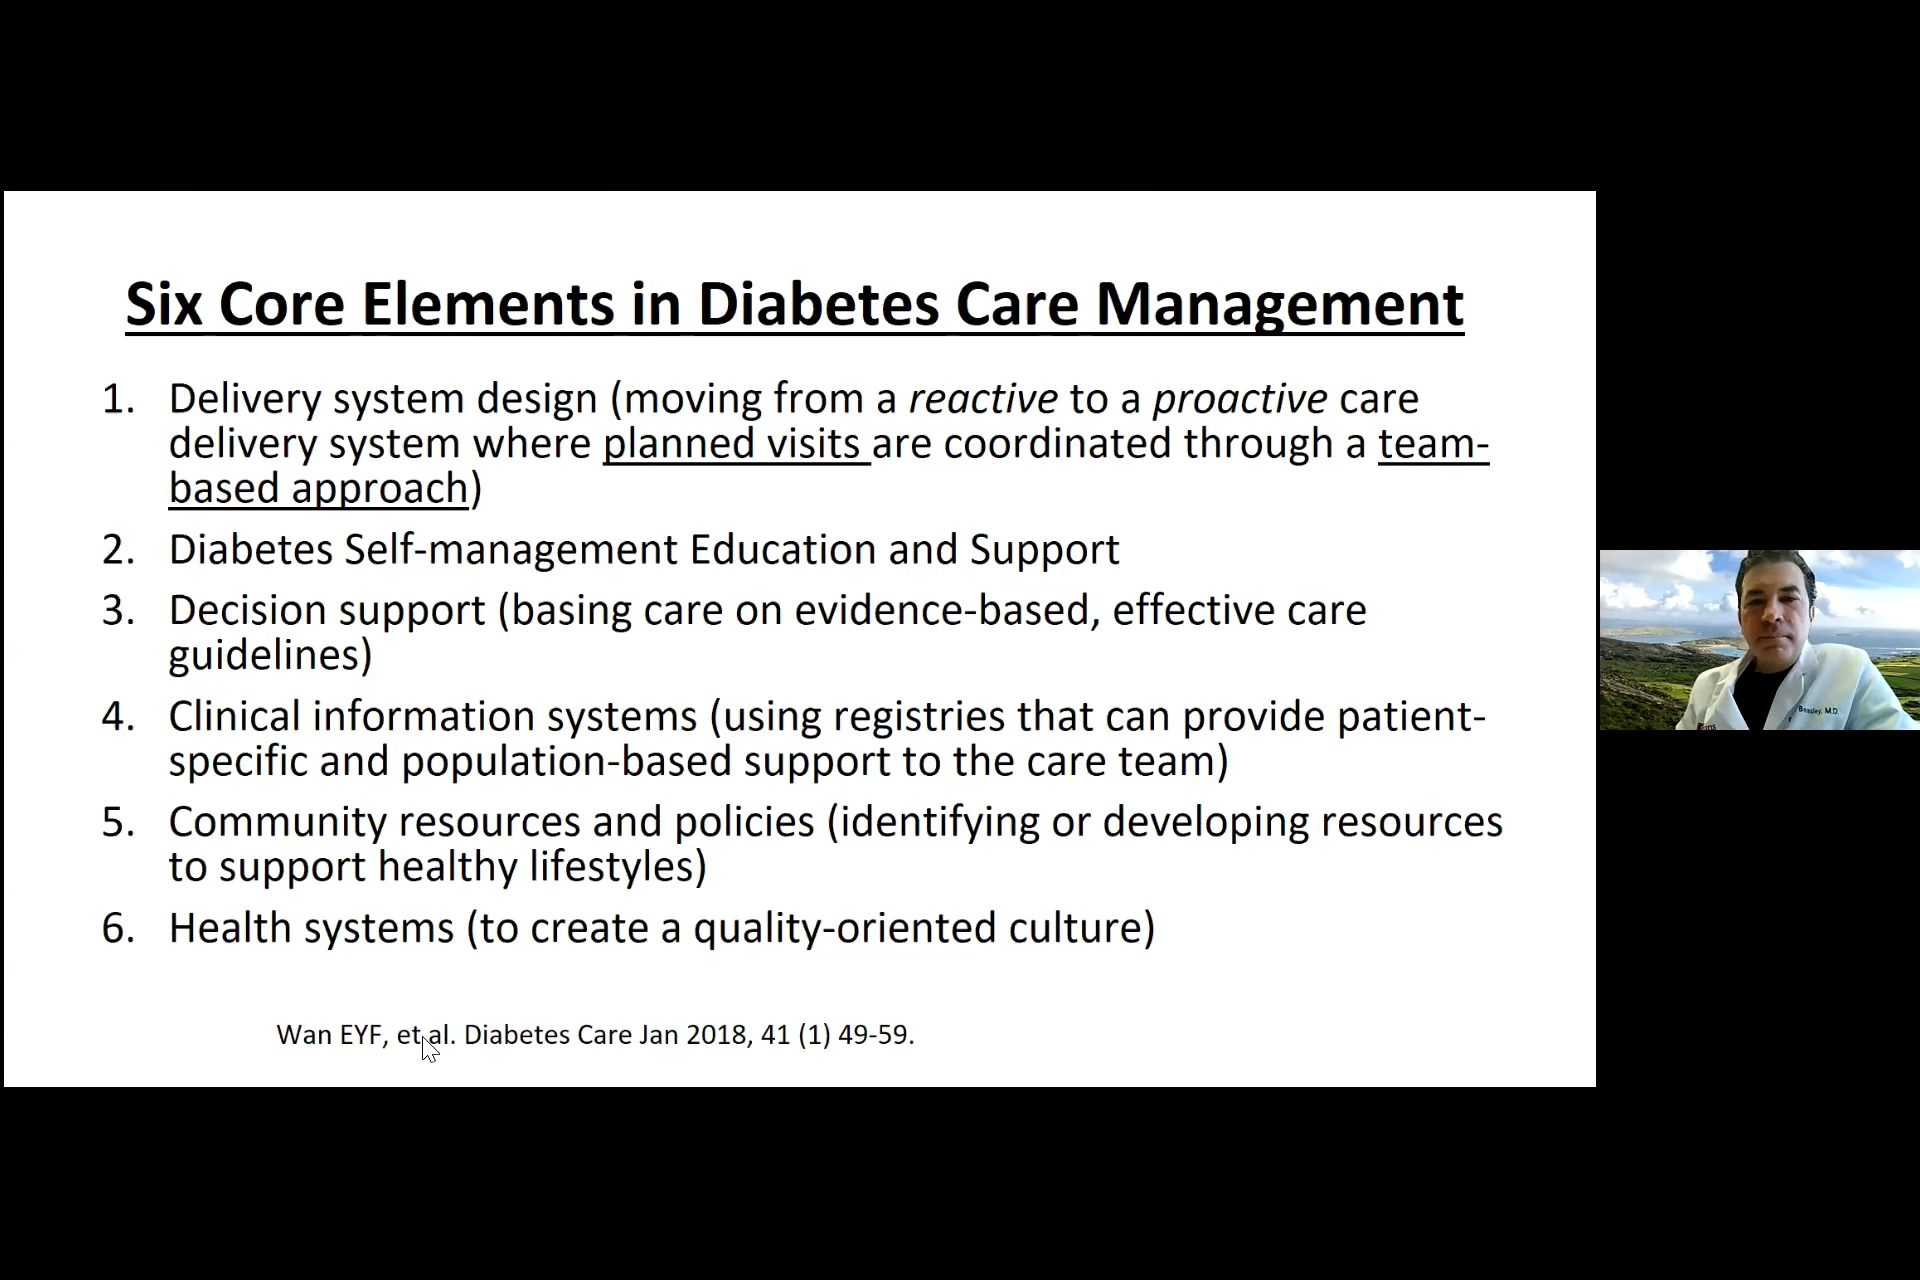 Six Core Elements in Diabetes Care Management
1. Delivery system design (moving from a reactive to a proactive care
delivery system where planned visits are coordinated through a team-
based approach)
2. Diabetes Self-management Education and Support
3. Decision support (basing care on evidence-based, effective care
guidelines)
4. Clinical information systems (using registries that can provide patient-
specific and population-based support to the care team)
5. Community resources and policies (identifying or developing resources
to support healthy lifestyles)
6. Health systems (to create a quality-oriented culture)
Wan EYF, et al. Diabetes Care Jan 2018, 41 (1) 49-59.
Beasley, M.D.